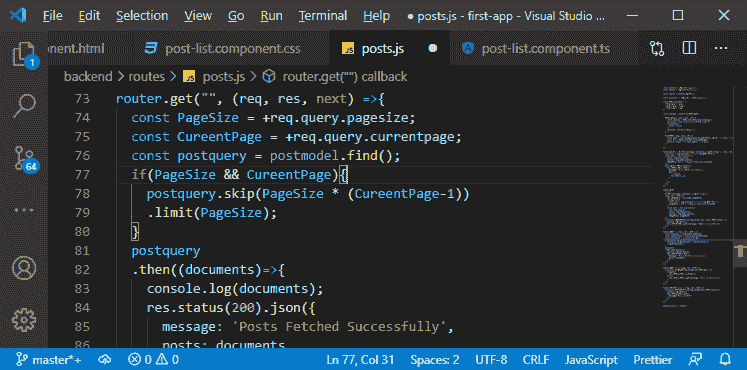 File Edit Selection View Go Run Terminal Help ● posts.js - first-app - Visual Studio ...
onent.html post-list.component.css JS posts.js ● post-list.component.ts ...
backend > routes > JS posts.js > router.get("") callback
1
64
73 router.get("", (req, res, next) =>{
74 const PageSize = +req.query.pagesize;
75 const CureentPage = +req.query.currentpage;
76 const postquery = postmodel.find();
77 if(PageSize && CureentPage){
78 postquery.skip(PageSize * (CureentPage-1))
79 .limit(PageSize);
80 }
81 postquery
82 .then((documents)=>{
83 console.log(documents);
84 res.status(200).json({
85 message: 'Posts Fetched Successfully',
86 posts: documents
master*+ 0 0 Ln 77, Col 31 Spaces: 2 UTF-8 CRLF JavaScript Prettier